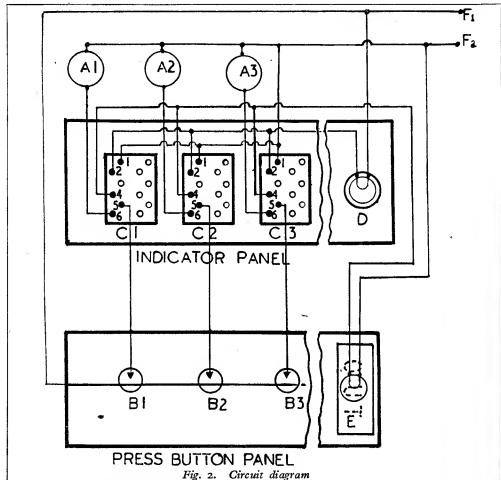 F1
F2
A1 A2 A3
1 1 1
2 2 2
4 4 4
5 5 5
6 6 6
D
C1 C2 C3
INDICATOR PANEL
B1 B2 B3
E
PRESS BUTTON PANEL
Fig. 2. Circuit diagram